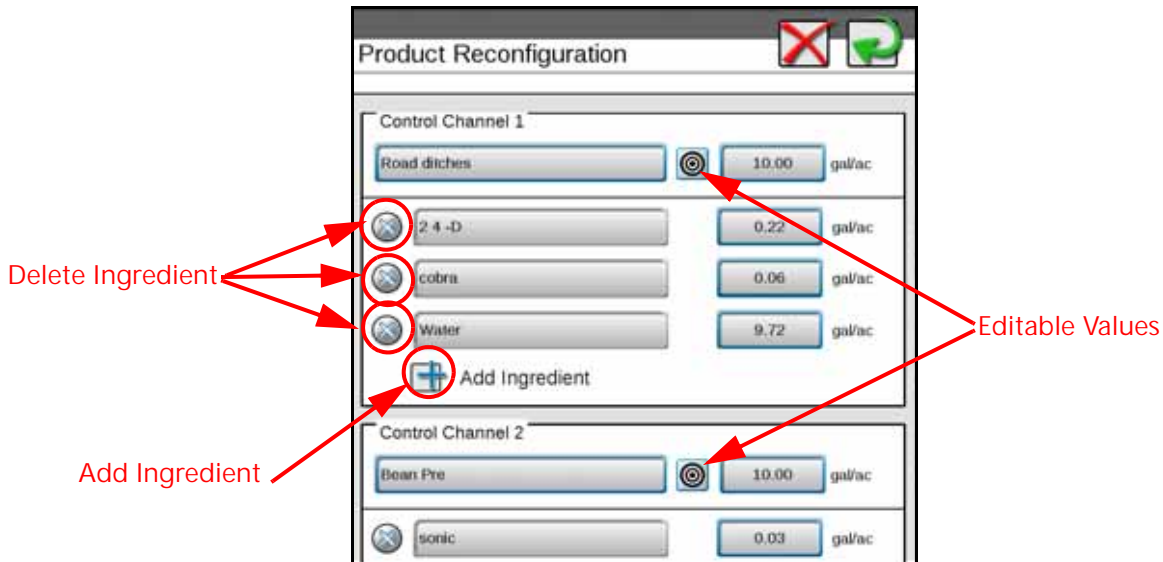 Product Reconfiguration
Control Channel 1
Road ditches 10.00 gal/ac
2 4 -D 0.22 gal/ac
Delete Ingredient cobra 0.06 gal/ac
Water 9.72 gal/ac Editable Values
Add Ingredient
Control Channel 2
Add Ingredient Bean Pre 10.00 gal/ac
sonic 0.03 gal/ac